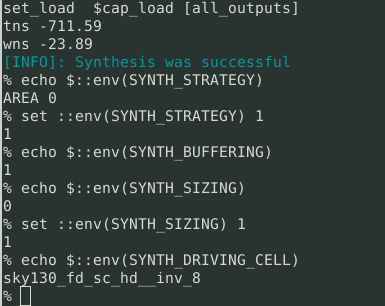 set_load  $cap_load [all_outputs]
tns -711.59
wns -23.89
[INFO]: Synthesis was successful
% echo $::env(SYNTH_STRATEGY)
AREA 0
% set ::env(SYNTH_STRATEGY) 1
1
% echo $::env(SYNTH_BUFFERING)
1
% echo $::env(SYNTH_SIZING)
0
% set ::env(SYNTH_SIZING) 1
1
% echo $::env(SYNTH_DRIVING_CELL)
sky130_fd_sc_hd__inv_8
%